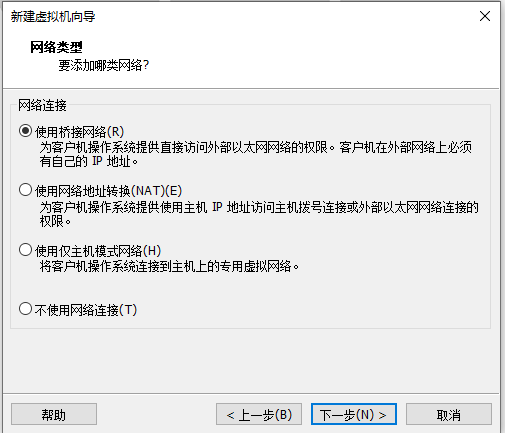 新建虚拟机向导
网络类型
要添加哪类网络?
网络连接
使用桥接网络(R)
为客户机操作系统提供直接访问外部以太网网络的权限。客户机在外部网络上必须
有自己的 IP 地址。
使用网络地址转换(NAT)(E)
为客户机操作系统提供使用主机 IP 地址访问主机拨号连接或外部以太网网络连接的
权限。
使用仅主机模式网络(H)
将客户机操作系统连接到主机上的专用虚拟网络。
不使用网络连接(T)
帮助
< 上一步(B)
下一步(N) >
取消